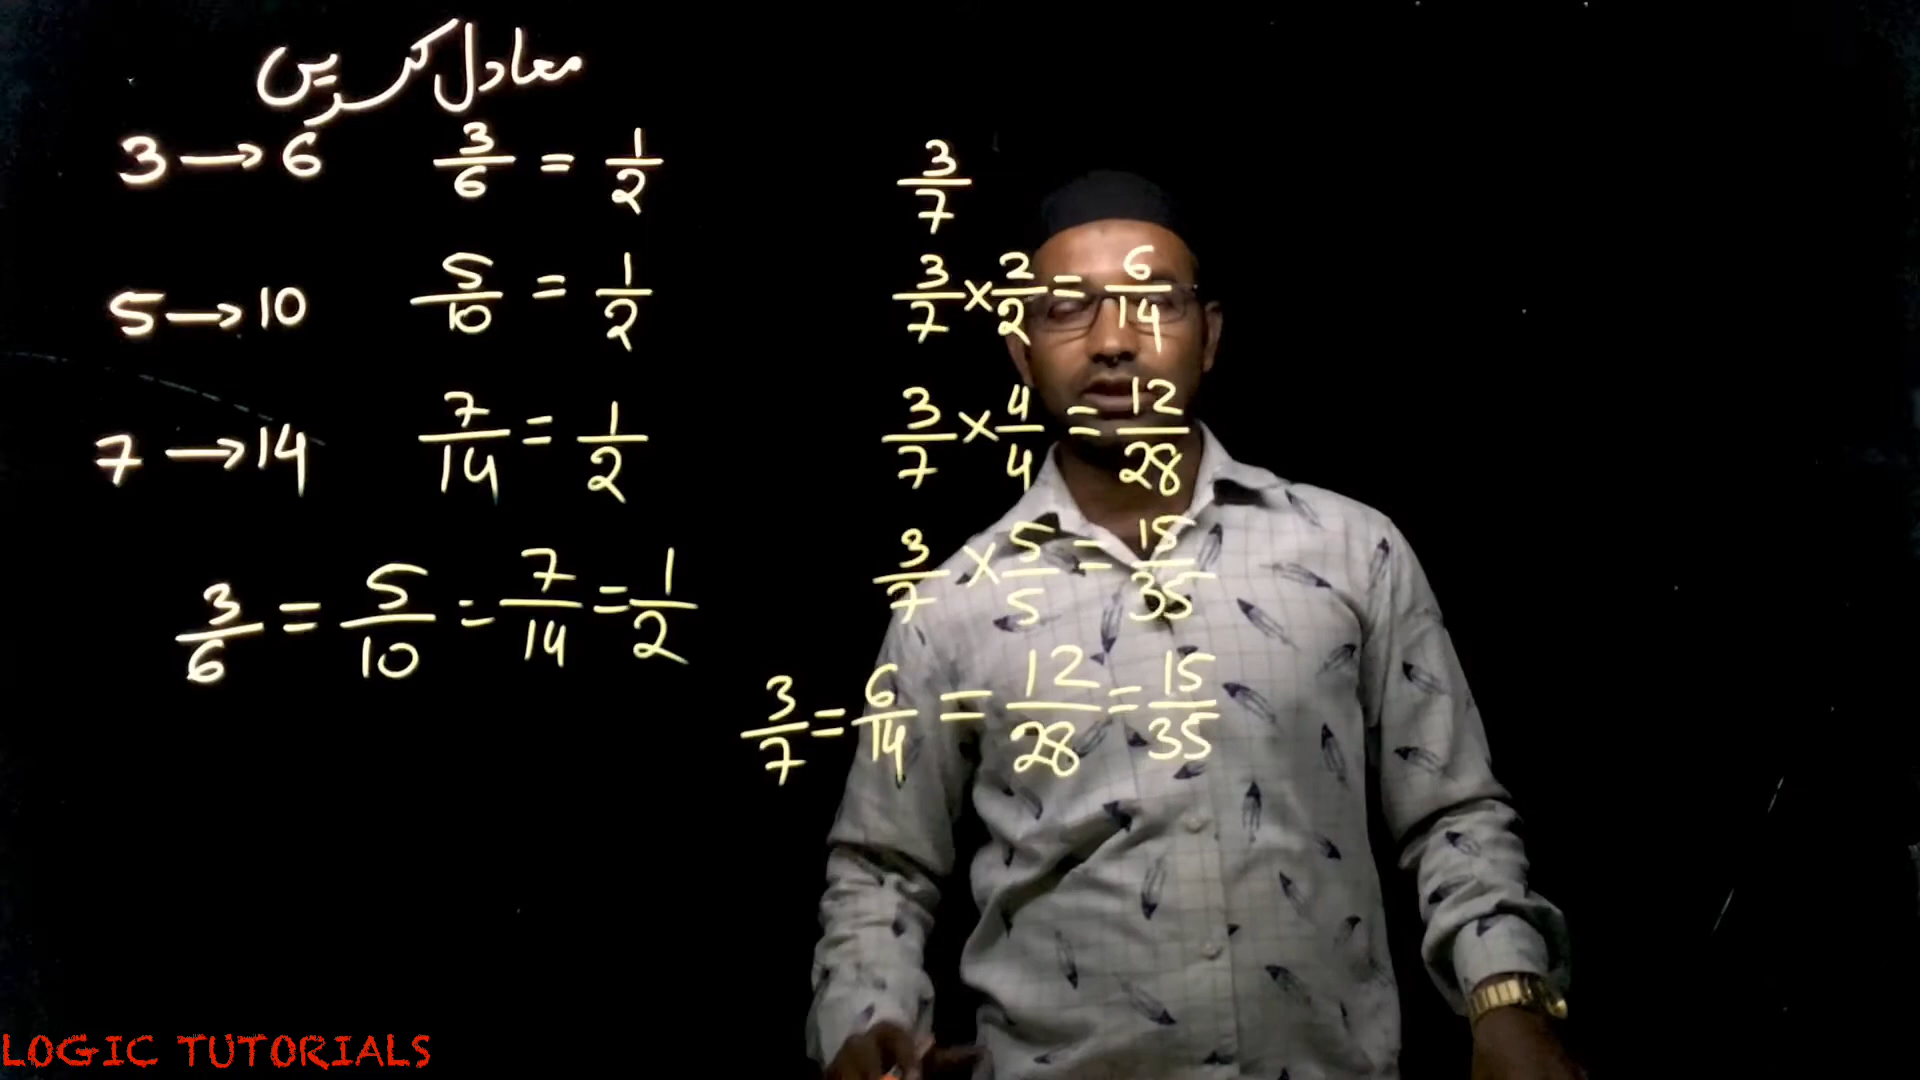 معادل کسریں
3 → 6 3/6 = 1/2
5 → 10 5/10 = 1/2
7 → 14 7/14 = 1/2
3/6 = 5/10 = 7/14 = 1/2
3/7
3/7 × 2/2 = 6/14
3/7 × 4/4 = 12/28
3/7 × 5/5 = 15/35
3/7 = 6/14 = 12/28 = 15/35
LOGIC TUTORIALS